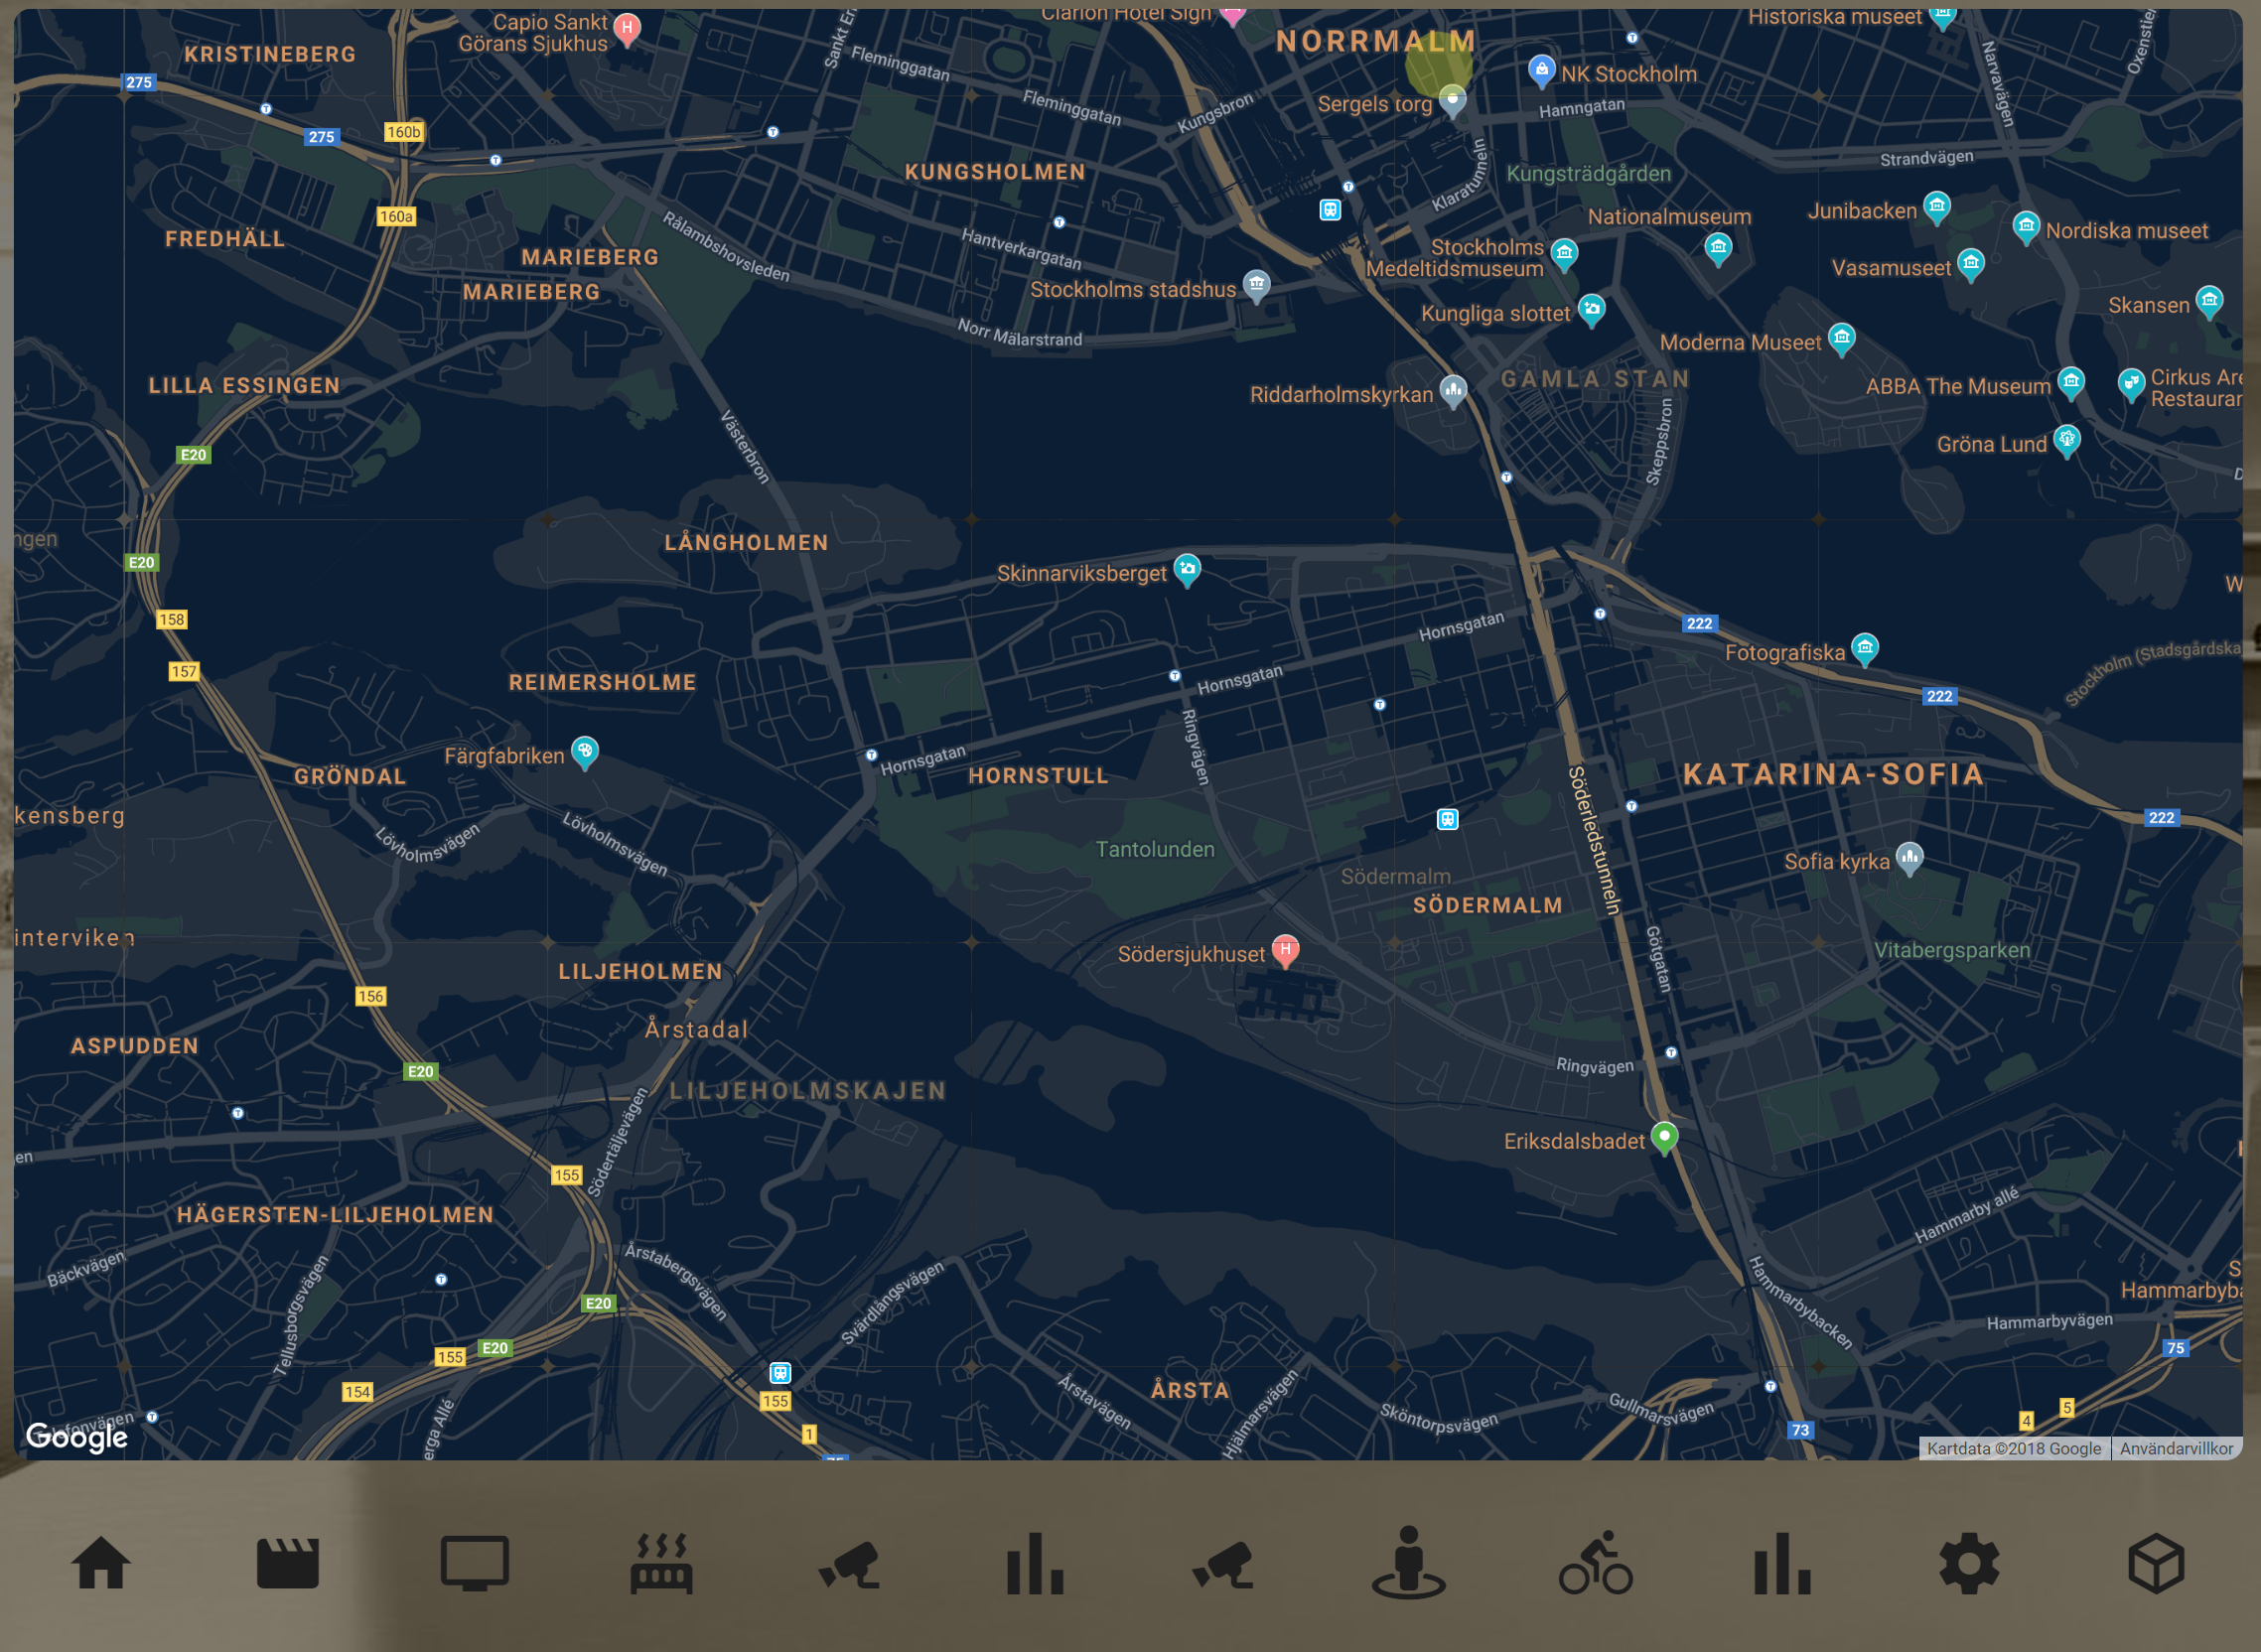 Capio Sankt
Görans Sjukhus
H
Clarion Hotel Sign
NORRMALM
Historiska museet
KRISTINEBERG
Sankt Er
Fleminggatan
Narvavägen
Oxenstier
275
NK Stockholm
Sergels torg
Hamngatan
Fleminggatan
Kungsbron
160b
275
Strandvägen
KUNGSHOLMEN
Klaratunneln
Kungsträdgården
160a
Rålambshovsleden
Nationalmuseum
Junibacken
Nordiska museet
FREDHÄLL
MARIEBERG
Hantverkargatan
Stockholms
Medeltidsmuseum
Vasamuseet
MARIEBERG
Stockholms stadshus
Kungliga slottet
Skansen
Norr Mälarstrand
Moderna Museet
LILLA ESSINGEN
Riddarholmskyrkan
GAMLA STAN
ABBA The Museum
Cirkus Are
Restaurar
Västerbron
Skeppsbron
Gröna Lund
E20
ngen
LÅNGHOLMEN
E20
Skinnarviksberget
158
Hornsgatan
222
Fotografiska
Stockholm (Stadsgårdska
157
REIMERSHOLME
Hornsgatan
222
Ringvägen
Färgfabriken
Hornsgatan
HORNSTULL
GRÖNDAL
KATARINA-SOFIA
Söderledstunneln
kensberg
Lövholmsvägen
Lövholmsvägen
222
Tantolunden
Sofia kyrka
Södermalm
SÖDERMALM
interviken
Götgatan
Södersjukhuset
H
Vitabergsparken
LILJEHOLMEN
156
Årstadal
ASPUDDEN
E20
Ringvägen
LILJEHOLMSKAJEN
Södertäljevägen
Eriksdalsbadet
en
155
HÄGERSTEN-LILJEHOLMEN
Hammarby allé
Bäckvägen
Årstabergsvägen
Svärdlångsvägen
Tellusborgsvägen
Hammarbybacken
S
Hammarbyba
E20
Hammarbyvägen
155
E20
75
154
155
Årstavägen
ÅRSTA
Hjälmarsvägen
Sköntorpsvägen
Gullmarsvägen
5
4
erga Allé
1
73
75
Google
Kartdata ©2018 Google
Användarvillkor